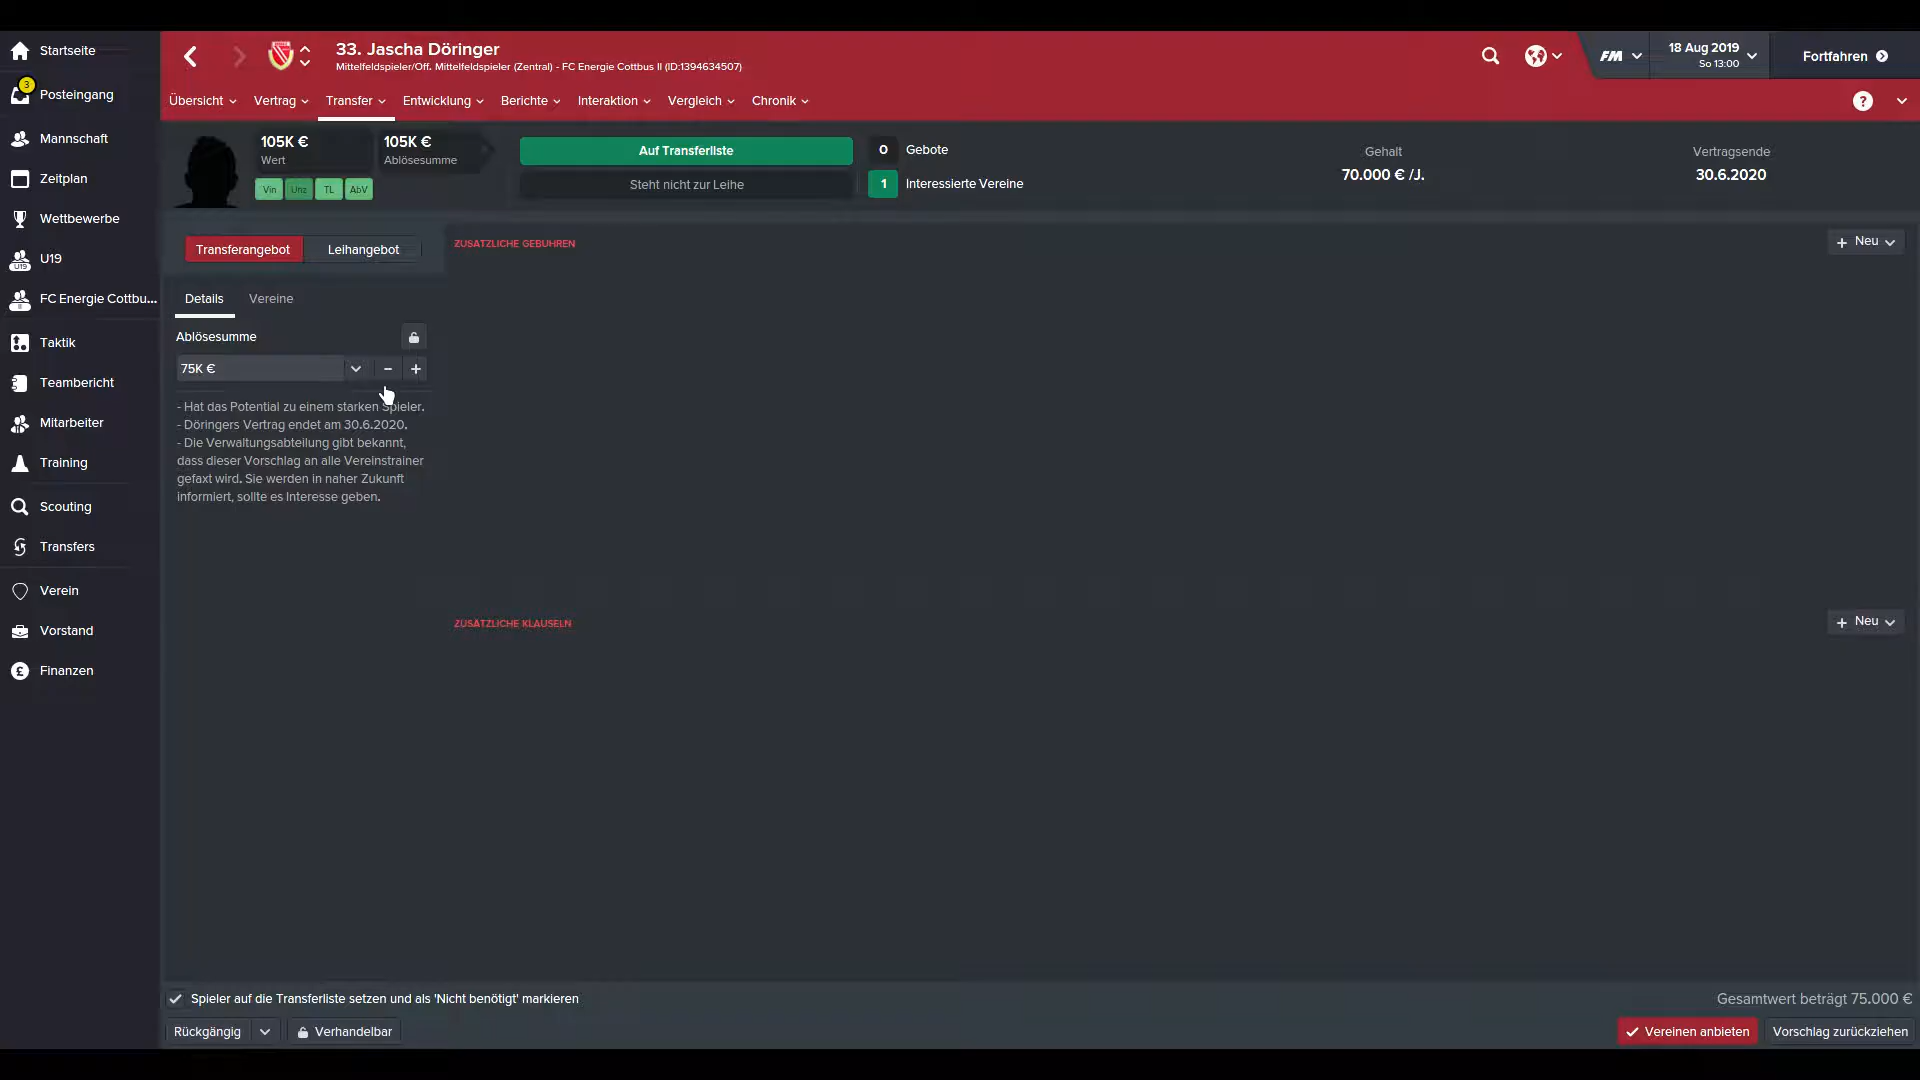 Startseite
3
Posteingang
Mannschaft
Zeitplan
Wettbewerbe
U19
U19
FC Energie Cottbu...
II
Taktik
Teambericht
Mitarbeiter
Training
Scouting
Transfers
Verein
Vorstand
Finanzen
33. Jascha Döringer
Mittelfeldspieler/Off. Mittelfeldspieler (Zentral) - FC Energie Cottbus II (ID:1394634507)
FM
18 Aug 2019
So 13:00
Fortfahren
Übersicht
Vertrag
Transfer
Entwicklung
Berichte
Interaktion
Vergleich
Chronik
?
105K €
Wert
105K €
Ablösesumme
Vin
Unz
TL
AbV
Auf Transferliste
Steht nicht zur Leihe
0 Gebote
1 Interessierte Vereine
Gehalt
70.000 € /J.
Vertragsende
30.6.2020
Transferangebot
Leihangebot
Details
Vereine
Ablösesumme
75K €
- Hat das Potential zu einem starken Spieler.
- Döringers Vertrag endet am 30.6.2020.
- Die Verwaltungsabteilung gibt bekannt,
dass dieser Vorschlag an alle Vereinstrainer
gefaxt wird. Sie werden in naher Zukunft
informiert, sollte es Interesse geben.
ZUSÄTZLICHE GEBÜHREN
+ Neu
ZUSÄTZLICHE KLAUSELN
+ Neu
Spieler auf die Transferliste setzen und als 'Nicht benötigt' markieren
Gesamtwert beträgt 75.000 €
Rückgängig
Verhandelbar
Vereinen anbieten
Vorschlag zurückziehen